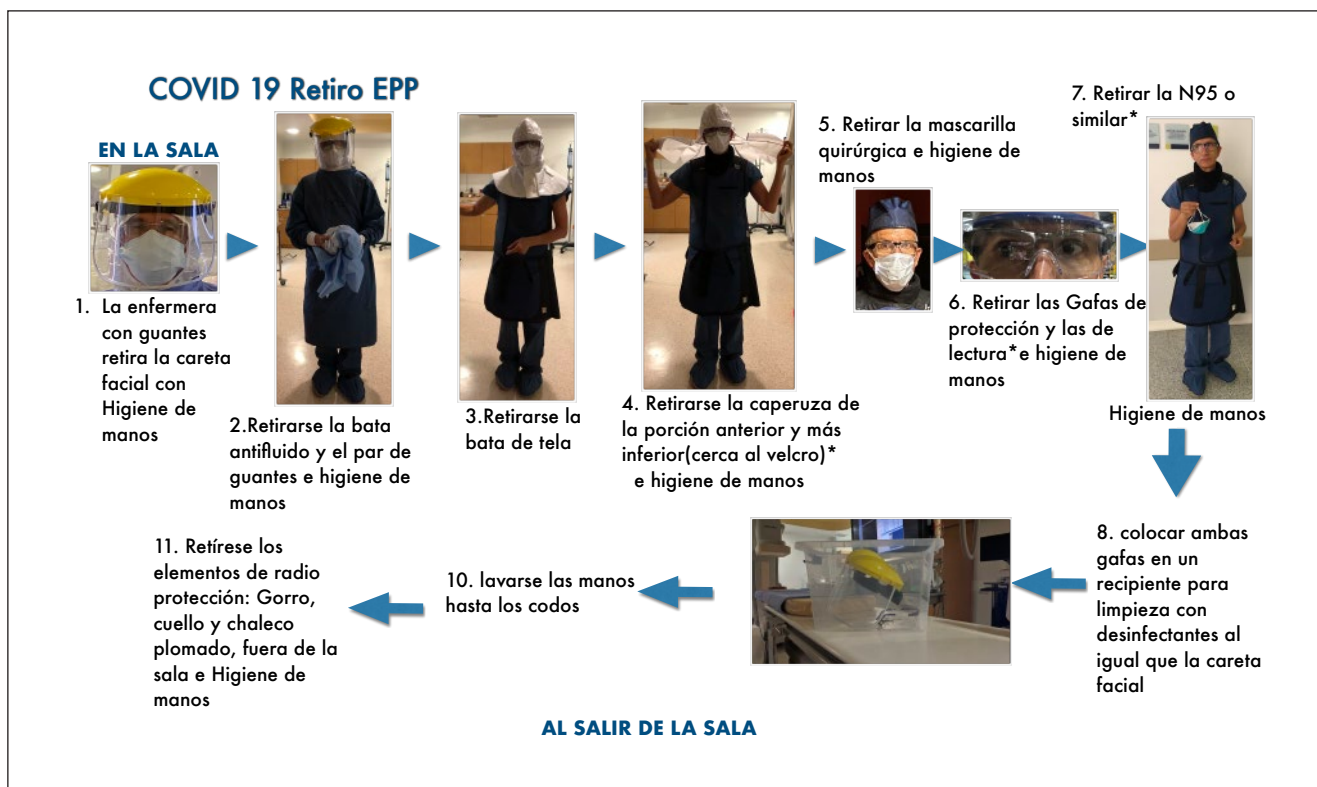 COVID 19 Retiro EPP
EN LA SALA
1. La enfermera
con guantes
retira la careta
facial con
Higiene de
manos
2.Retirarse la bata
antifluido y el par de
guantes e higiene de
manos
3.Retirarse la
bata de tela
4. Retirarse la caperuza de
la porción anterior y más
inferior(cerca al velcro)*
e higiene de manos
5. Retirar la mascarilla
quirúrgica e higiene de
manos
6. Retirar las Gafas de
protección y las de
lectura*e higiene de
manos
7. Retirar la N95 o
similar*
Higiene de manos
8. colocar ambas
gafas en un
recipiente para
limpieza con
desinfectantes al
igual que la careta
facial
10. lavarse las manos
hasta los codos
11. Retírese los
elementos de radio
protección: Gorro,
cuello y chaleco
plomado, fuera de la
sala e Higiene de
manos
AL SALIR DE LA SALA